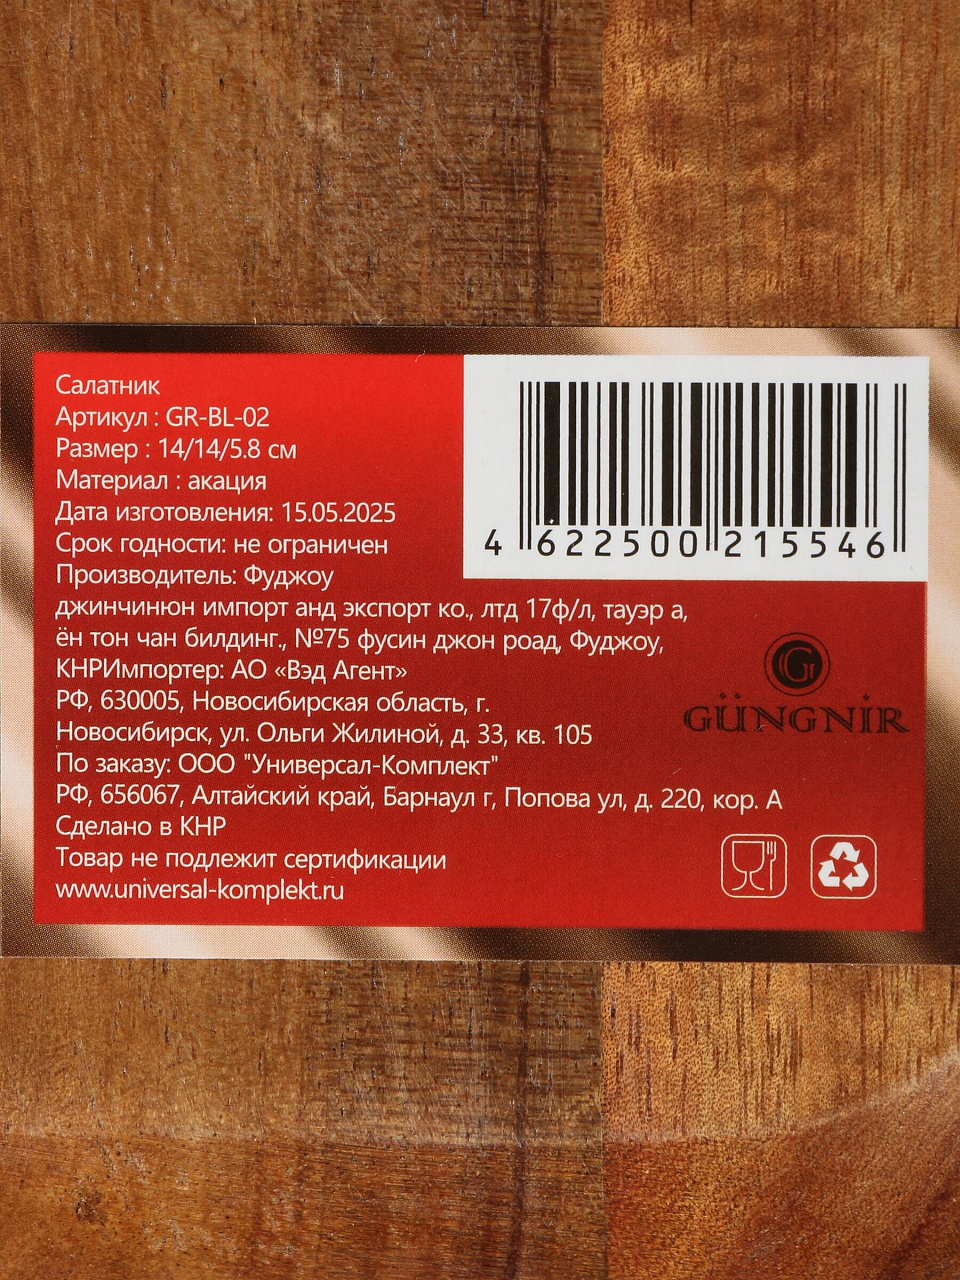 Салатник
Артикул : GR-BL-02
Размер : 14/14/5.8 см
Материал : акация
Дата изготовления: 15.05.2025
Срок годности: не ограничен
Производитель: Фуджоу
джинчинюн импорт анд экспорт ко., лтд 17ф/л, тауэр а,
ён тон чан билдинг., №75 фусин джон роад, Фуджоу,
КНРИмпортер: АО «Вэд Агент»
РФ, 630005, Новосибирская область, г.
Новосибирск, ул. Ольги Жилиной, д. 33, кв. 105
По заказу: ООО "Универсал-Комплект"
РФ, 656067, Алтайский край, Барнаул г, Попова ул, д. 220, кор. А
Сделано в КНР
Товар не подлежит сертификации
www.universal-komplekt.ru
4 622500 215546
G
GÜNGNİR